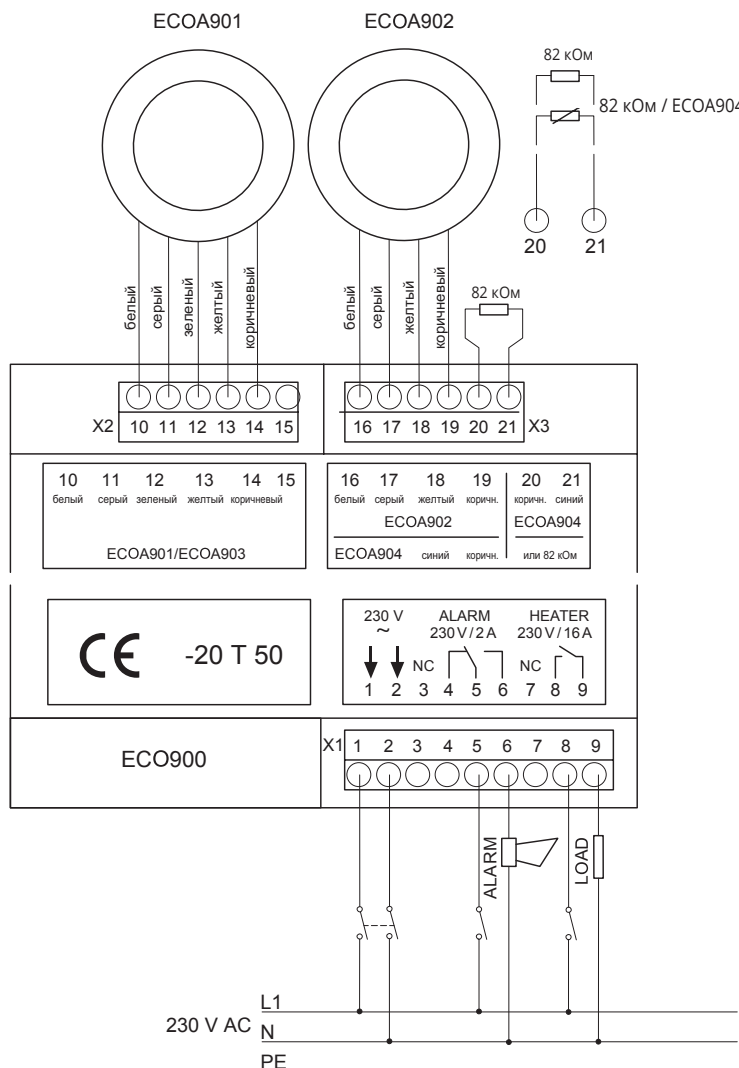 ECOA901 ECOA902
82 кОм
82 кОм / ECOA904
20 21
белый серый зеленый желтый коричневый
белый серый желтый коричневый
82 кОм
X2 10 11 12 13 14 15
16 17 18 19 20 21 X3
10 11 12 13 14 15
белый серый зеленый желтый коричневый
ECOA901/ECOA903
16 17 18 19 20 21
белый серый желтый коричн. коричн. синий
ECOA902 ECOA904
ECOA904 синий коричн. или 82 кОм
CE -20 T 50
230 V ALARM HEATER
~ 230 V / 2 A 230 V / 16 A
NC NC
1 2 3 4 5 6 7 8 9
ECO900
X1 1 2 3 4 5 6 7 8 9
ALARM LOAD
L1
230 V AC N
PE